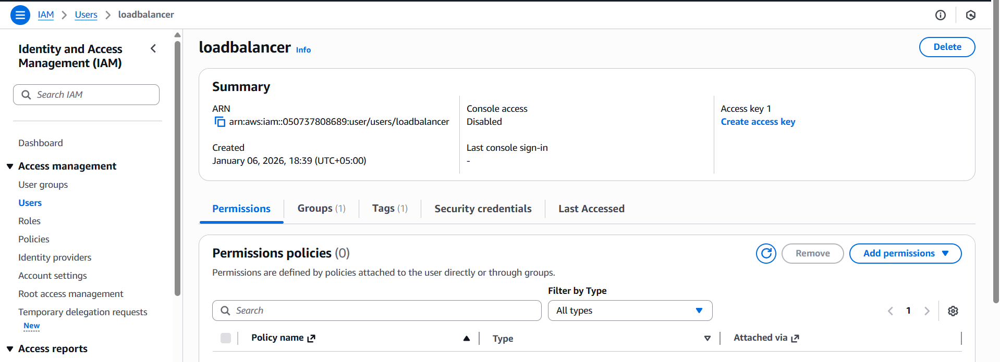 IAM > Users > loadbalancer
Identity and Access Management (IAM)
Search IAM
Dashboard
Access management
User groups
Users
Roles
Policies
Identity providers
Account settings
Root access management
Temporary delegation requests
New
Access reports
loadbalancer Info
Delete
Summary
ARN
arn:aws:iam::050737808689:user/users/loadbalancer
Created
January 06, 2026, 18:39 (UTC+05:00)
Console access
Disabled
Last console sign-in
-
Access key 1
Create access key
Permissions
Groups (1)
Tags (1)
Security credentials
Last Accessed
Permissions policies (0)
Remove
Add permissions
Permissions are defined by policies attached to the user directly or through groups.
Filter by Type
Search
All types
1
Policy name
Type
Attached via